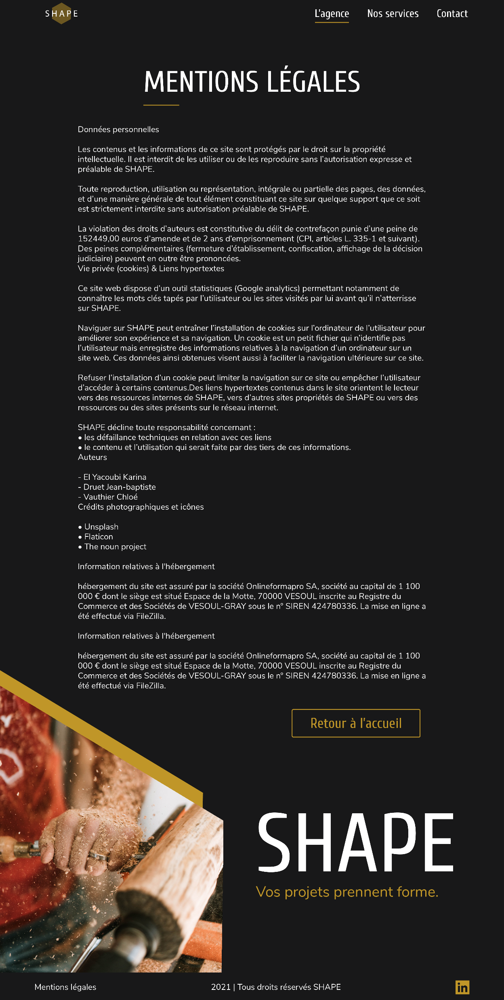 SHAPE
L'agence
Nos services
Contact
MENTIONS LÉGALES
Données personnelles
Les contenus et les informations de ce site sont protégés par le droit sur la propriété
intellectuelle. Il est interdit de les utiliser ou de les reproduire sans l'autorisation expresse et
préalable de SHAPE.
Toute reproduction, utilisation ou représentation, intégrale ou partielle des pages, des données,
et d'une manière générale de tout élément constituant ce site sur quelque support que ce soit
est strictement interdite sans autorisation préalable de SHAPE.
La violation des droits d'auteurs est constitutive du délit de contrefaçon punie d'une peine de
152449,00 euros d'amende et de 2 ans d'emprisonnement (CPI, articles L. 335-1 et suivant).
Des peines complémentaires (fermeture d'établissement, confiscation, affichage de la décision
judiciaire) peuvent en outre être prononcées.
Vie privée (cookies) & Liens hypertextes
Ce site web dispose d'un outil statistiques (Google analytics) permettant notamment de
connaître les mots clés tapés par l'utilisateur ou les sites visités par lui avant qu'il n'atterrisse
sur SHAPE.
Naviguer sur SHAPE peut entraîner l'installation de cookies sur l'ordinateur de l'utilisateur pour
améliorer son expérience et sa navigation. Un cookie est un petit fichier qui n'identifie pas
l'utilisateur mais enregistre des informations relatives à la navigation d'un ordinateur sur un
site web. Ces données ainsi obtenues visent aussi à faciliter la navigation ultérieure sur ce site.
Refuser l'installation d'un cookie peut limiter la navigation sur ce site ou empêcher l'utilisateur
d'accéder à certains contenus.Des liens hypertextes contenus dans le site orientent le lecteur
vers des ressources internes de SHAPE, vers d'autres sites propriétés de SHAPE ou vers des
ressources ou des sites présents sur le réseau internet.
SHAPE décline toute responsabilité concernant :
• les défaillance techniques en relation avec ces liens
• le contenu et l'utilisation qui serait faite par des tiers de ces informations.
Auteurs
- El Yacoubi Karina
- Druet Jean-baptiste
- Vauthier Chloé
Crédits photographiques et icônes
• Unsplash
• Flaticon
• The noun project
Information relatives à l'hébergement
hébergement du site est assuré par la société Onlineformapro SA, société au capital de 1 100
000 € dont le siège est situé Espace de la Motte, 70000 VESOUL inscrite au Registre du
Commerce et des Sociétés de VESOUL-GRAY sous le n° SIREN 424780336. La mise en ligne a
été effectué via FileZilla.
Information relatives à l'hébergement
hébergement du site est assuré par la société Onlineformapro SA, société au capital de 1 100
000 € dont le siège est situé Espace de la Motte, 70000 VESOUL inscrite au Registre du
Commerce et des Sociétés de VESOUL-GRAY sous le n° SIREN 424780336. La mise en ligne a
été effectué via FileZilla.
Retour à l'accueil
SHAPE
Vos projets prennent forme.
Mentions légales
2021 | Tous droits réservés SHAPE
in